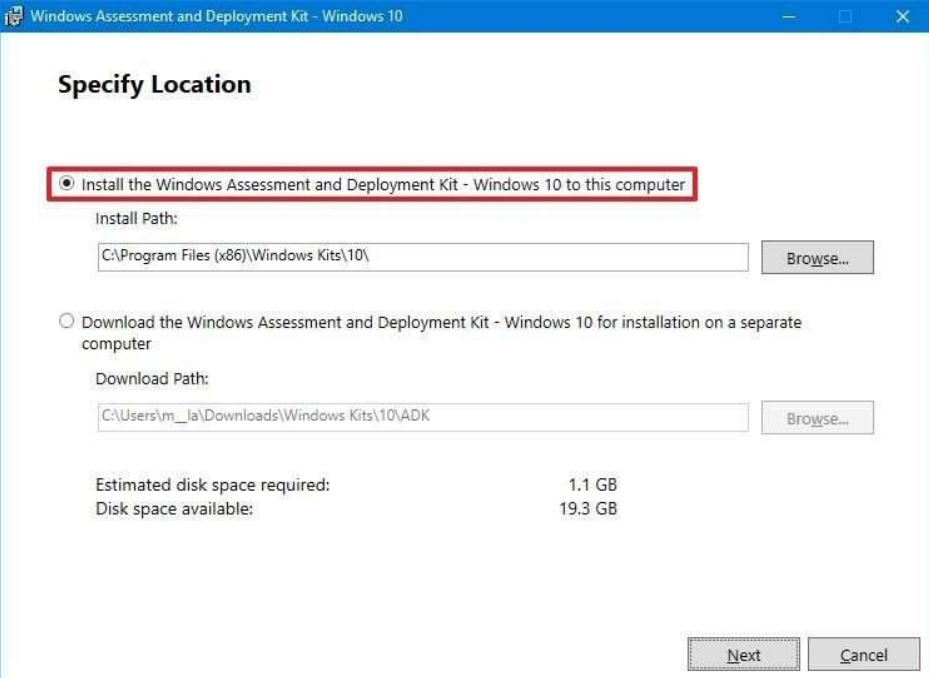 Windows Assessment and Deployment Kit - Windows 10
Specify Location
Install the Windows Assessment and Deployment Kit - Windows 10 to this computer
Install Path:
C:\Program Files (x86)\Windows Kits\10\
Browse...
Download the Windows Assessment and Deployment Kit - Windows 10 for installation on a separate
computer
Download Path:
C:\Users\m__la\Downloads\Windows Kits\10\ADK
Browse...
Estimated disk space required: 1.1 GB
Disk space available: 19.3 GB
Next Cancel